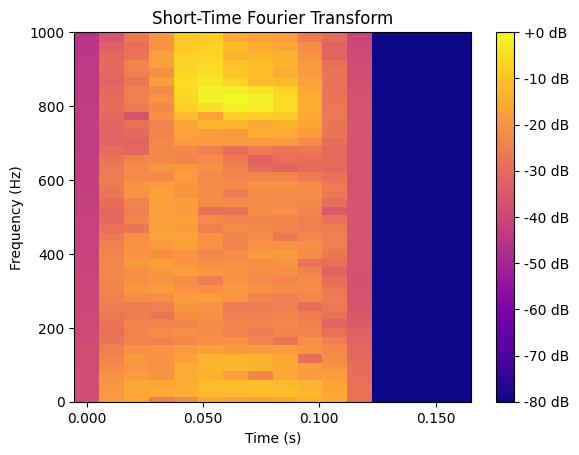 Short-Time Fourier Transform
1000
800
600
400
200
0
Frequency (Hz)
0.000
0.050
0.100
0.150
Time (s)
+0 dB
-10 dB
-20 dB
-30 dB
-40 dB
-50 dB
-60 dB
-70 dB
-80 dB